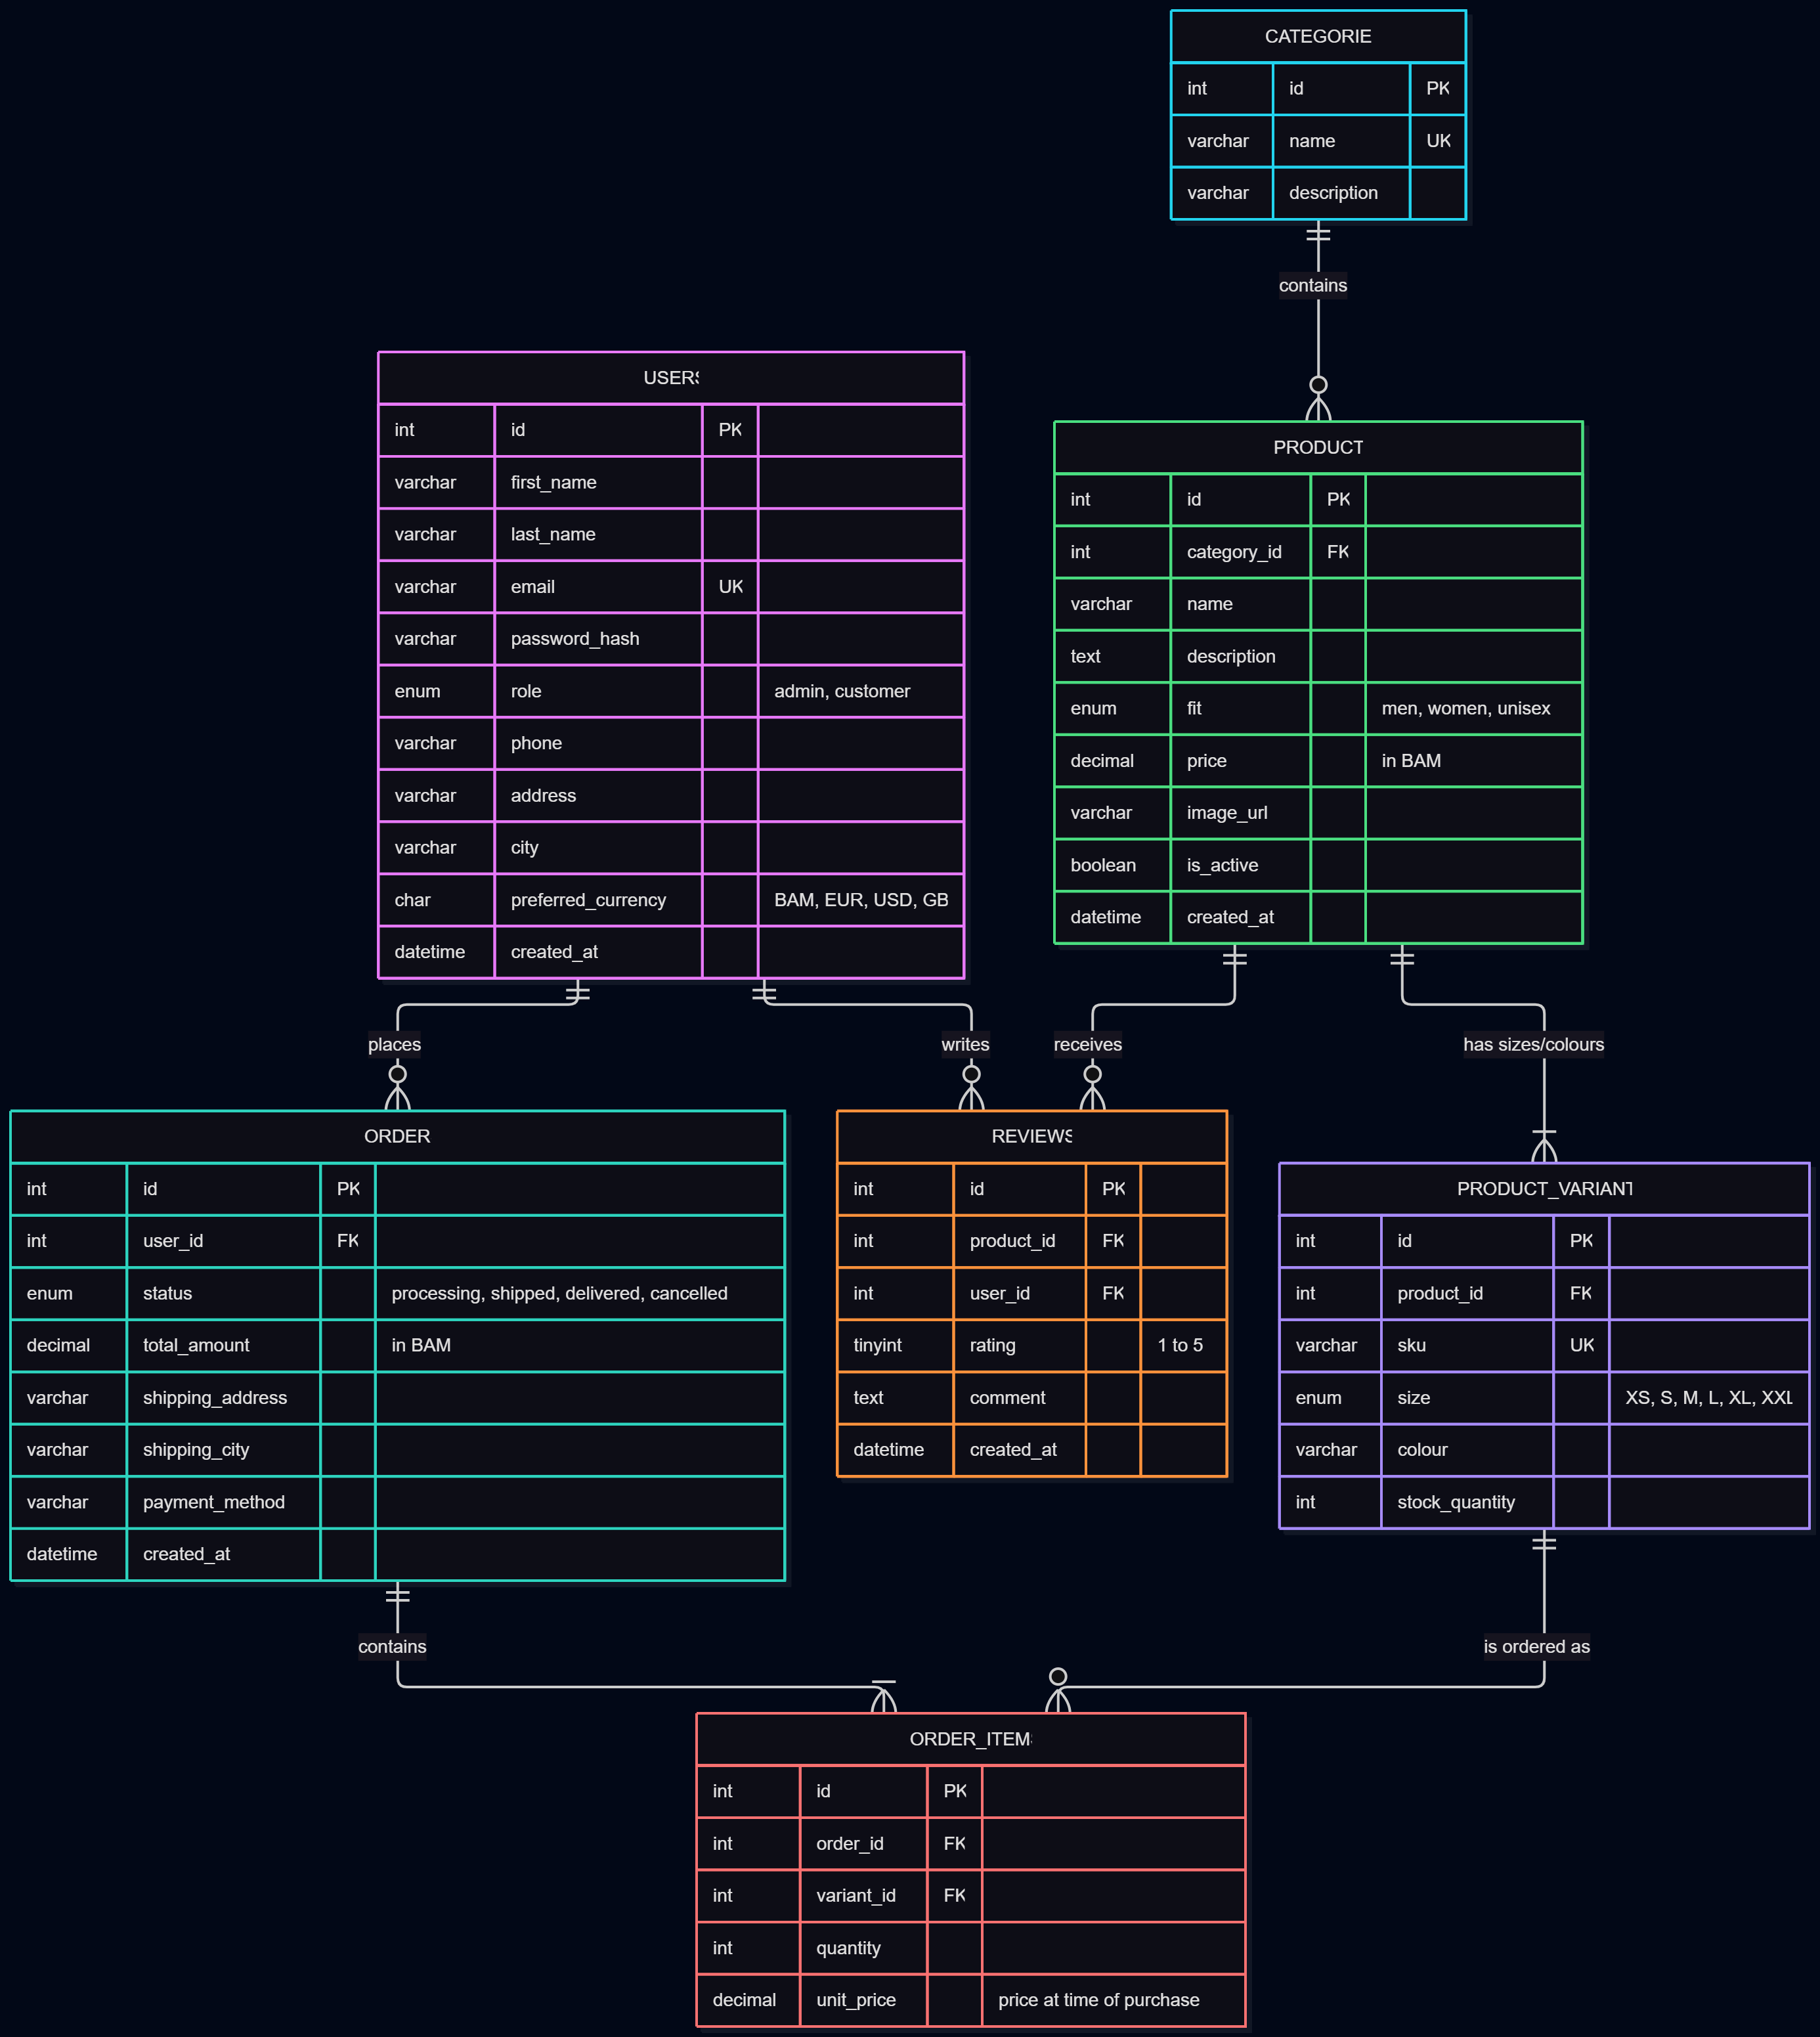 CATEGORIE
int id PK
varchar name UK
varchar description
contains
USERS
int id PK
varchar first_name
varchar last_name
varchar email UK
varchar password_hash
enum role admin, customer
varchar phone
varchar address
varchar city
char preferred_currency BAM, EUR, USD, GB
datetime created_at
PRODUCT
int id PK
int category_id FK
varchar name
text description
enum fit men, women, unisex
decimal price in BAM
varchar image_url
boolean is_active
datetime created_at
places
writes
receives
has sizes/colours
ORDER
int id PK
int user_id FK
enum status processing, shipped, delivered, cancelled
decimal total_amount in BAM
varchar shipping_address
varchar shipping_city
varchar payment_method
datetime created_at
REVIEWS
int id PK
int product_id FK
int user_id FK
tinyint rating 1 to 5
text comment
datetime created_at
PRODUCT_VARIANT
int id PK
int product_id FK
varchar sku UK
enum size XS, S, M, L, XL, XXL
varchar colour
int stock_quantity
contains
is ordered as
ORDER_ITEM
int id PK
int order_id FK
int variant_id FK
int quantity
decimal unit_price price at time of purchase